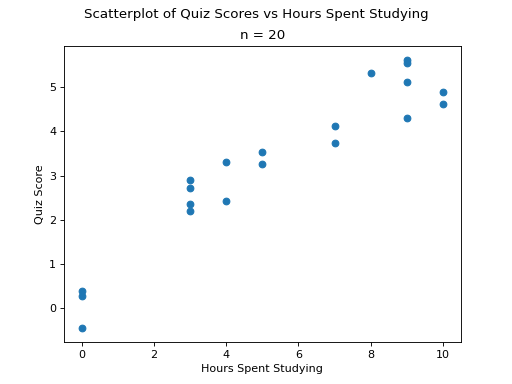 Scatterplot of Quiz Scores vs Hours Spent Studying
n = 20
5
4
3
2
1
0
Quiz Score
0 2 4 6 8 10
Hours Spent Studying